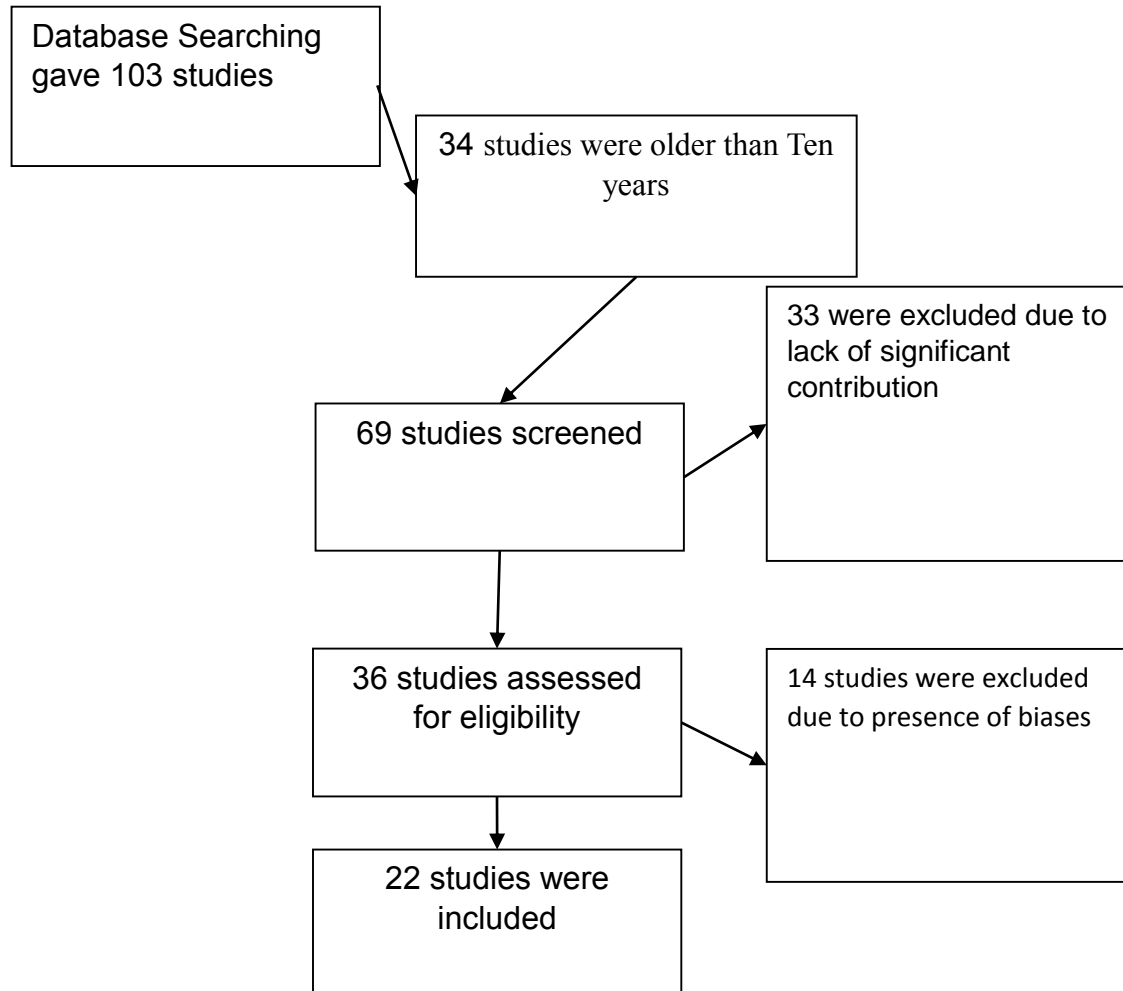 Database Searching
gave 103 studies
34 studies were older than Ten
years
33 were excluded due to
lack of significant
contribution
69 studies screened
36 studies assessed
for eligibility
14 studies were excluded
due to presence of biases
22 studies were
included